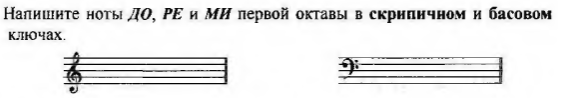 Напишите ноты ДО, РЕ и МИ первой октавы в скрипичном и басовом
ключах.